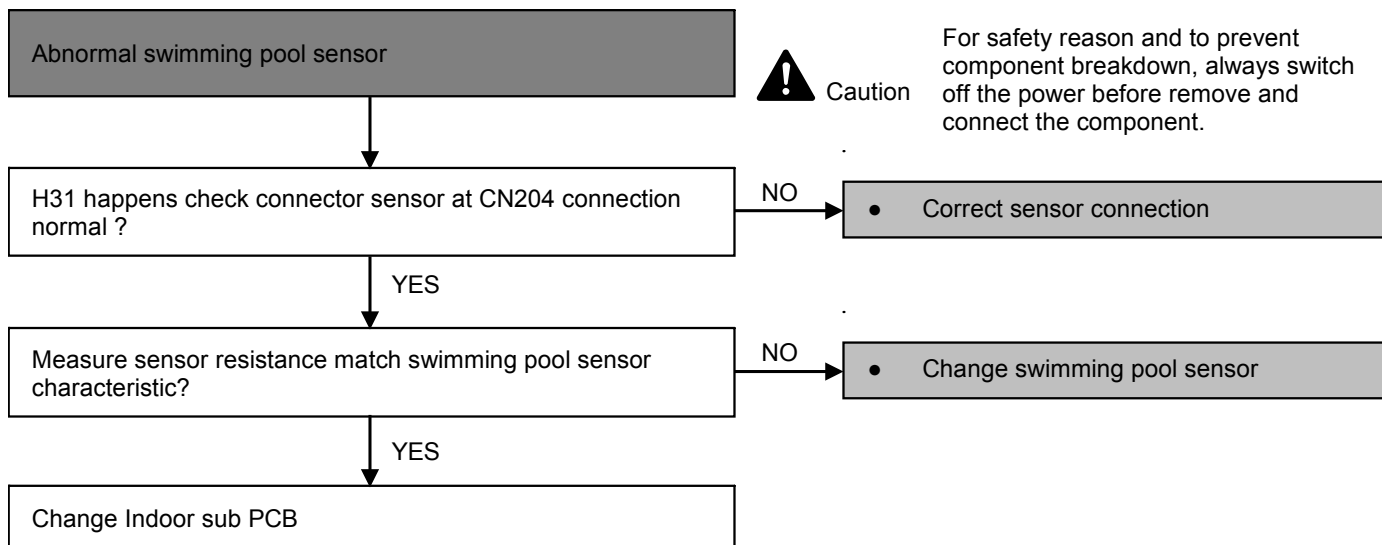 Abnormal swimming pool sensor
Caution
For safety reason and to prevent
component breakdown, always switch
off the power before remove and
connect the component.
.
H31 happens check connector sensor at CN204 connection
normal ?
NO
● Correct sensor connection
YES
.
Measure sensor resistance match swimming pool sensor
characteristic?
NO
● Change swimming pool sensor
YES
Change Indoor sub PCB